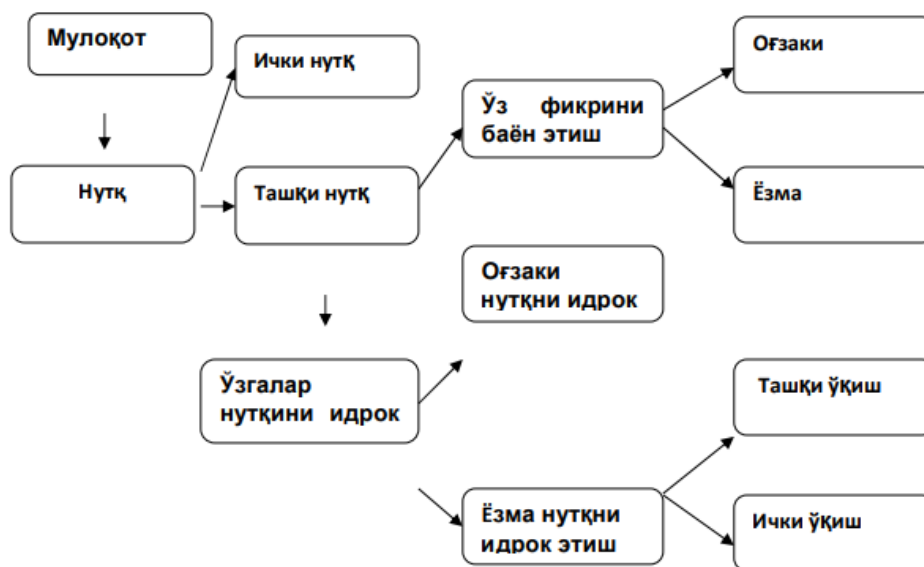 Мулоқот
Ички нутқ
Оғзаки
Ўз фикрини
баён этиш
Нутқ
Ташқи нутқ
Ёзма
Оғзаки
нутқни идрок
Ўзгалар
нутқини идрок
Ташқи ўқиш
Ёзма нутқни
идрок этиш
Ички ўқиш